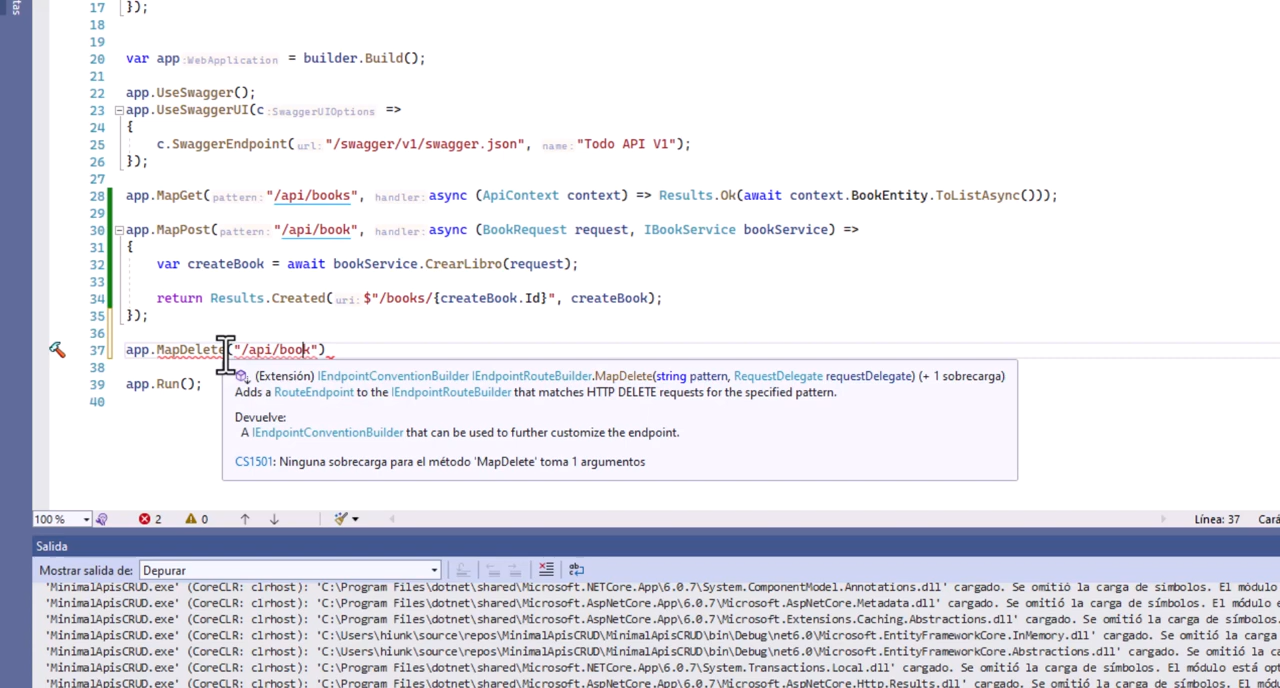 tas
17 });
18
19
20 var app :WebApplication = builder.Build();
21
22 app.UseSwagger();
23 app.UseSwaggerUI(c :SwaggerUIOptions =>
24 {
25 c.SwaggerEndpoint( url: "/swagger/v1/swagger.json", name: "Todo API V1");
26 });
27
28 app.MapGet( pattern: "/api/books", handler: async (ApiContext context) => Results.Ok(await context.BookEntity.ToListAsync()));
29
30 app.MapPost( pattern: "/api/book", handler: async (BookRequest request, IBookService bookService) =>
31 {
32 var createBook = await bookService.CrearLibro(request);
33
34 return Results.Created( uri: $"/books/{createBook.Id}", createBook);
35 });
36
37 app.MapDelete("/api/book")
38
(Extensión) IEndpointConventionBuilder IEndpointRouteBuilder.MapDelete(string pattern, RequestDelegate requestDelegate) (+ 1 sobrecarga)
39 app.Run();
Adds a RouteEndpoint to the IEndpointRouteBuilder that matches HTTP DELETE requests for the specified pattern.
40
Devuelve:
A IEndpointConventionBuilder that can be used to further customize the endpoint.
CS1501: Ninguna sobrecarga para el método 'MapDelete' toma 1 argumentos
100 % 2 0 Línea: 37 Cará
Salida
Mostrar salida de: Depurar
'MinimalApisCRUD.exe' (CoreCLR: clrhost): 'C:\Program Files\dotnet\shared\Microsoft.NETCore.App\6.0.7\System.ComponentModel.Annotations.dll' cargado. Se omitió la carga de símbolos. El módulo
'MinimalApisCRUD.exe' (CoreCLR: clrhost): 'C:\Program Files\dotnet\shared\Microsoft.AspNetCore.App\6.0.7\Microsoft.AspNetCore.Metadata.dll' cargado. Se omitió la carga de símbolos. El módulo
'MinimalApisCRUD.exe' (CoreCLR: clrhost): 'C:\Program Files\dotnet\shared\Microsoft.AspNetCore.App\6.0.7\Microsoft.Extensions.Caching.Abstractions.dll' cargado. Se omitió la carga de símbolos.
'MinimalApisCRUD.exe' (CoreCLR: clrhost): 'C:\Users\hiunk\source\repos\MinimalApisCRUD\MinimalApisCRUD\bin\Debug\net6.0\Microsoft.EntityFrameworkCore.InMemory.dll' cargado. Se omitió la carga
'MinimalApisCRUD.exe' (CoreCLR: clrhost): 'C:\Users\hiunk\source\repos\MinimalApisCRUD\MinimalApisCRUD\bin\Debug\net6.0\Microsoft.EntityFrameworkCore.Abstractions.dll' cargado. Se omitió la ca
'MinimalApisCRUD.exe' (CoreCLR: clrhost): 'C:\Program Files\dotnet\shared\Microsoft.NETCore.App\6.0.7\System.Transactions.Local.dll' cargado. Se omitió la carga de símbolos. El módulo está opt
'MinimalApisCRUD.exe' (CoreCLR: clrhost): 'C:\Program Files\dotnet\shared\Microsoft.AspNetCore.App\6.0.7\Microsoft.AspNetCore.Http.Results.dll' cargado. Se omitió la carga de símbolos. El mód